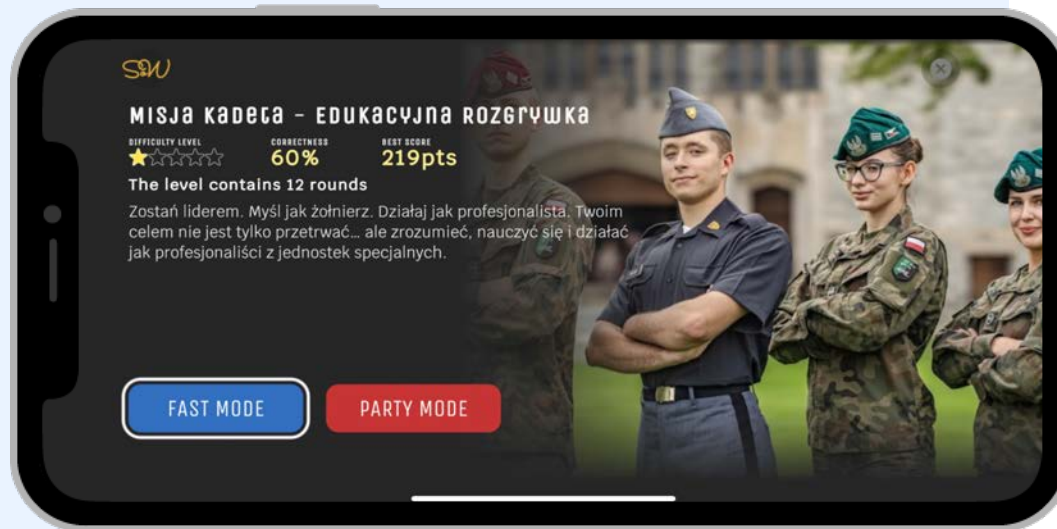 S&W
MISJA KADETA – EDUKACYJNA ROZGRYWKA
DIFFICULTY LEVEL
CORRECTNESS
BEST SCORE
60%
219pts
The level contains 12 rounds
Zostań liderem. Myśl jak żołnierz. Działaj jak profesjonalista. Twoim
celem nie jest tylko przetrwać... ale zrozumieć, nauczyć się i działać
jak profesjonaliści z jednostek specjalnych.
FAST MODE
PARTY MODE